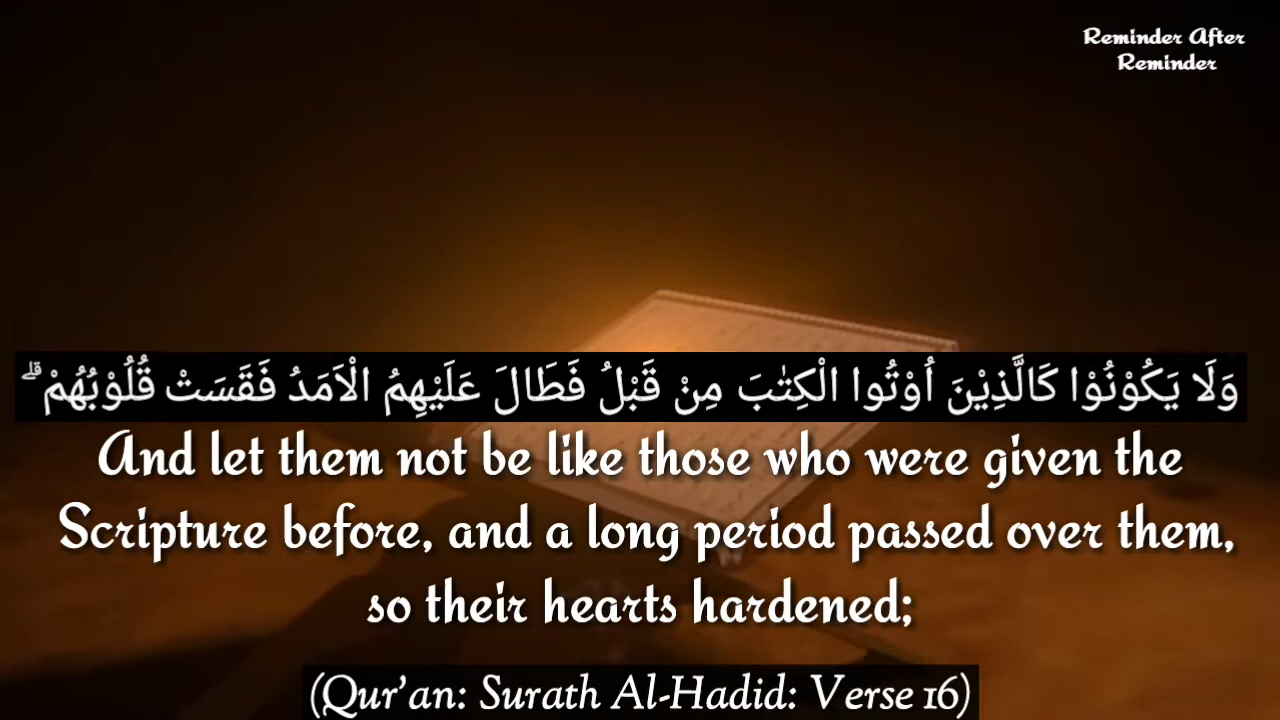 Reminder After
Reminder
وَلَا يَكُوْنُوْا كَالَّذِيْنَ اُوْتُوا الْكِتٰبَ مِنْ قَبْلُ فَطَالَ عَلَيْهِمُ الْاَمَدُ فَقَسَتْ قُلُوْبُهُمْ ۗ
And let them not be like those who were given the
Scripture before, and a long period passed over them,
so their hearts hardened;
(Qur'an: Surath Al-Hadid: Verse 16)